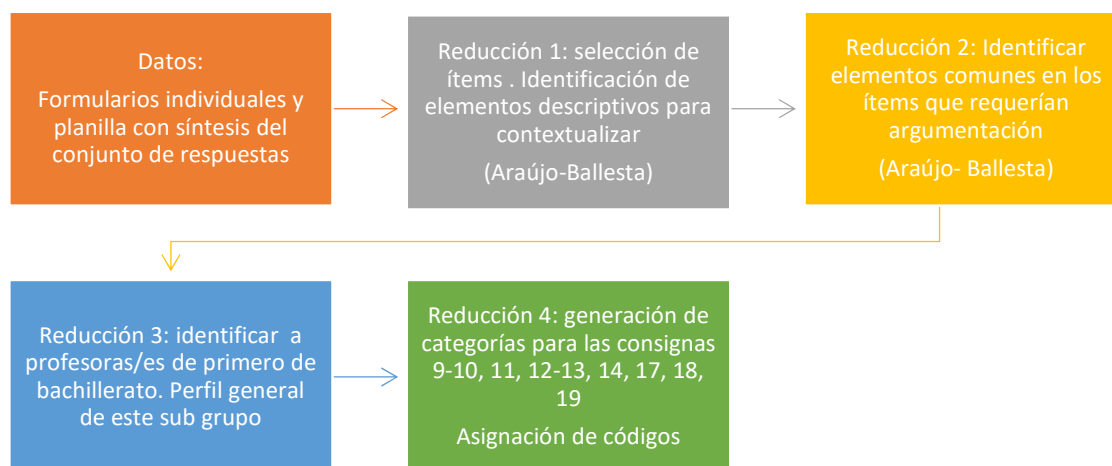 Datos:
Formularios individuales y
planilla con síntesis del
conjunto de respuestas
Reducción 1: selección de
ítems . Identificación de
elementos descriptivos para
contextualizar
(Araújo-Ballesta)
Reducción 2: Identificar
elementos comunes en los
ítems que requerían
argumentación
(Araújo- Ballesta)
Reducción 3: identificar a
profesoras/es de primero de
bachillerato. Perfil general
de este sub grupo
Reducción 4: generación de
categorías para las consignas
9-10, 11, 12-13, 14, 17, 18,
19
Asignación de códigos